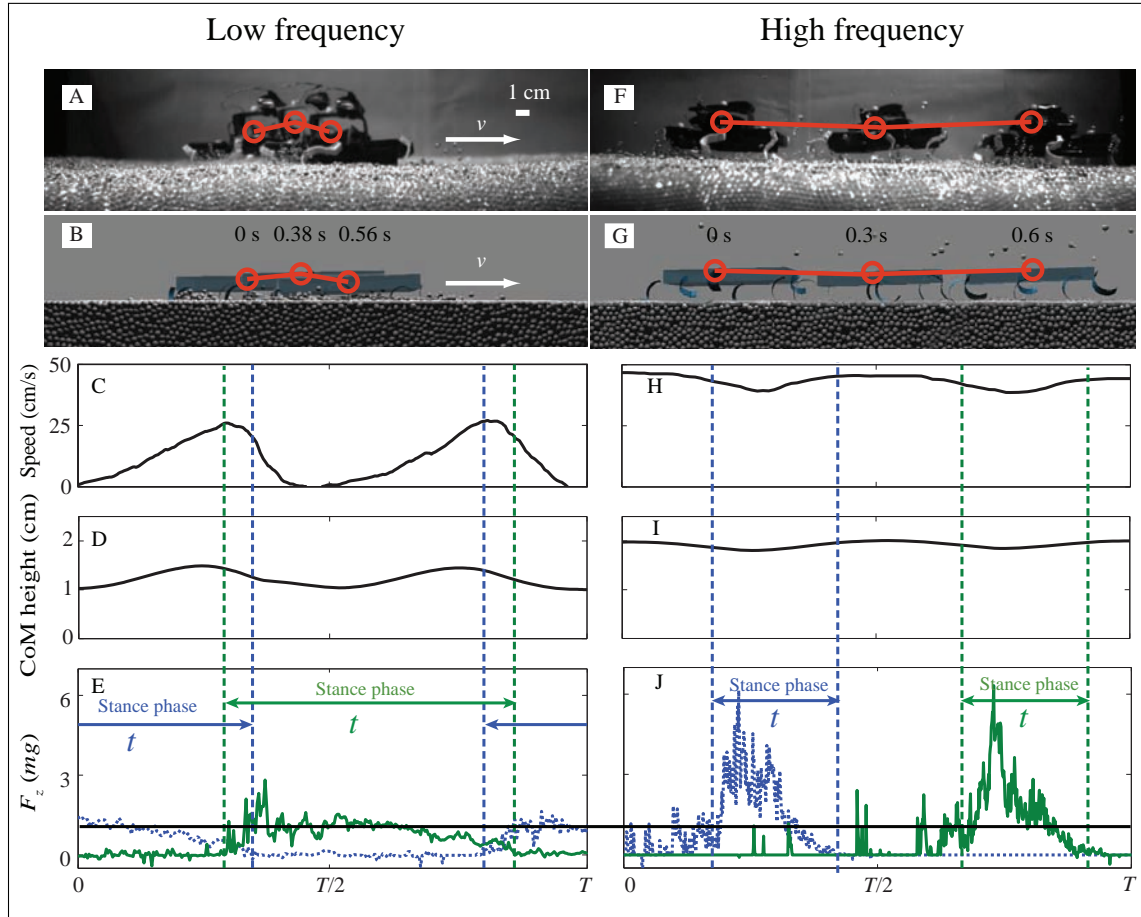 Low frequency
High frequency
A
1 cm
v
F
B
0 s
0.38 s
0.56 s
v
G
0 s
0.3 s
0.6 s
Speed (cm/s)
50
25
0
C
H
CoM height (cm)
2
1
0
D
I
F_z (mg)
6
3
0
E
Stance phase
t
Stance phase
t
J
Stance phase
t
Stance phase
t
0
T/2
T
0
T/2
T